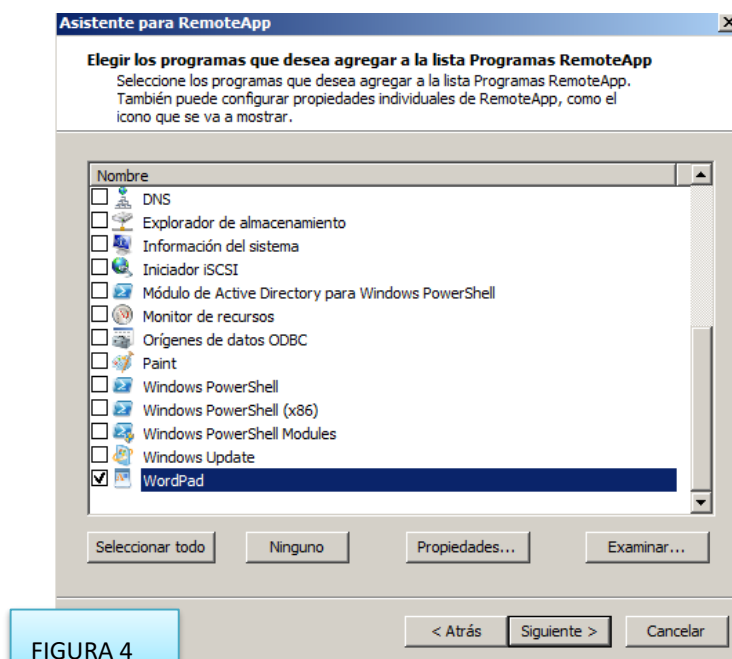 Asistente para RemoteApp
Elegir los programas que desea agregar a la lista Programas RemoteApp
Seleccione los programas que desea agregar a la lista Programas RemoteApp.
También puede configurar propiedades individuales de RemoteApp, como el
icono que se va a mostrar.
Nombre
DNS
Explorador de almacenamiento
Información del sistema
Iniciador iSCSI
Módulo de Active Directory para Windows PowerShell
Monitor de recursos
Orígenes de datos ODBC
Paint
Windows PowerShell
Windows PowerShell (x86)
Windows PowerShell Modules
Windows Update
WordPad
Seleccionar todo Ninguno Propiedades... Examinar...
< Atrás Siguiente > Cancelar
FIGURA 4